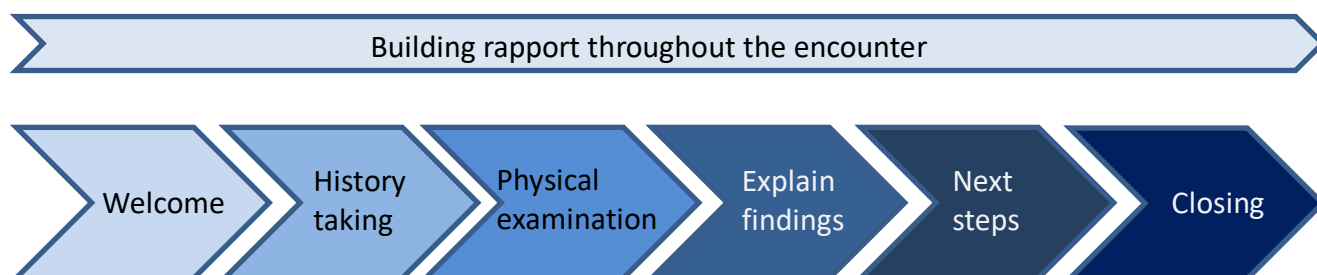 Building rapport throughout the encounter
Welcome
History
taking
Physical
examination
Explain
findings
Next
steps
Closing